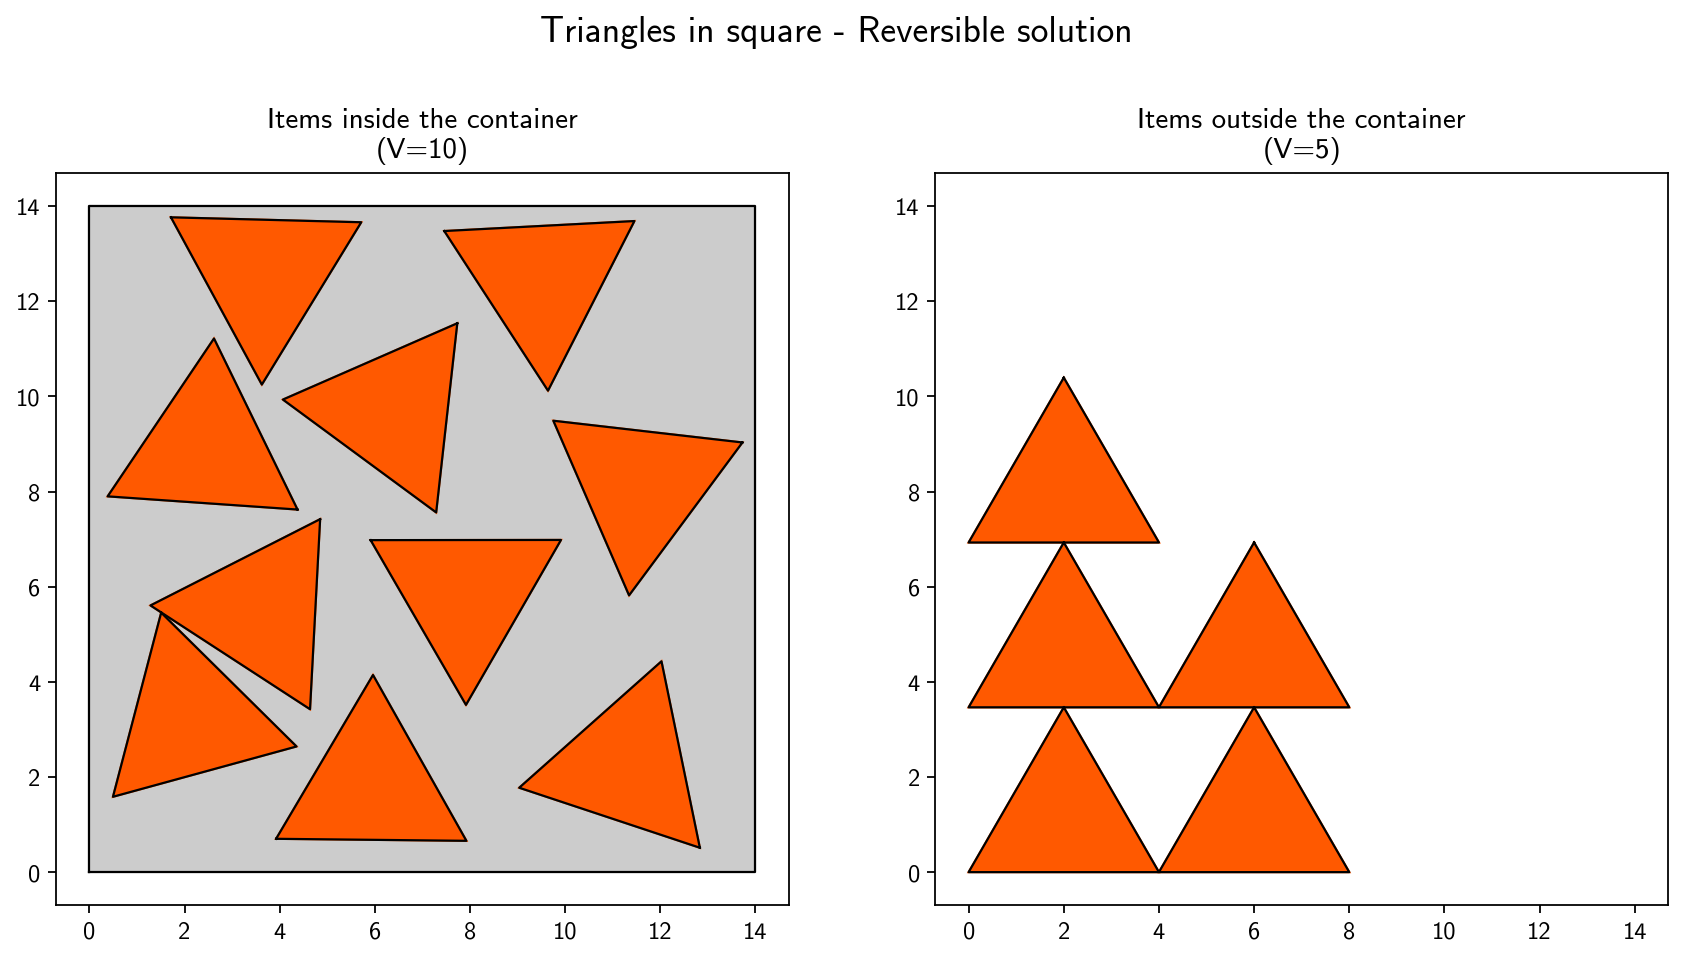 Triangles in square - Reversible solution
Items inside the container
(V=10)
14
12
10
8
6
4
2
0
0 2 4 6 8 10 12 14
Items outside the container
(V=5)
14
12
10
8
6
4
2
0
0 2 4 6 8 10 12 14